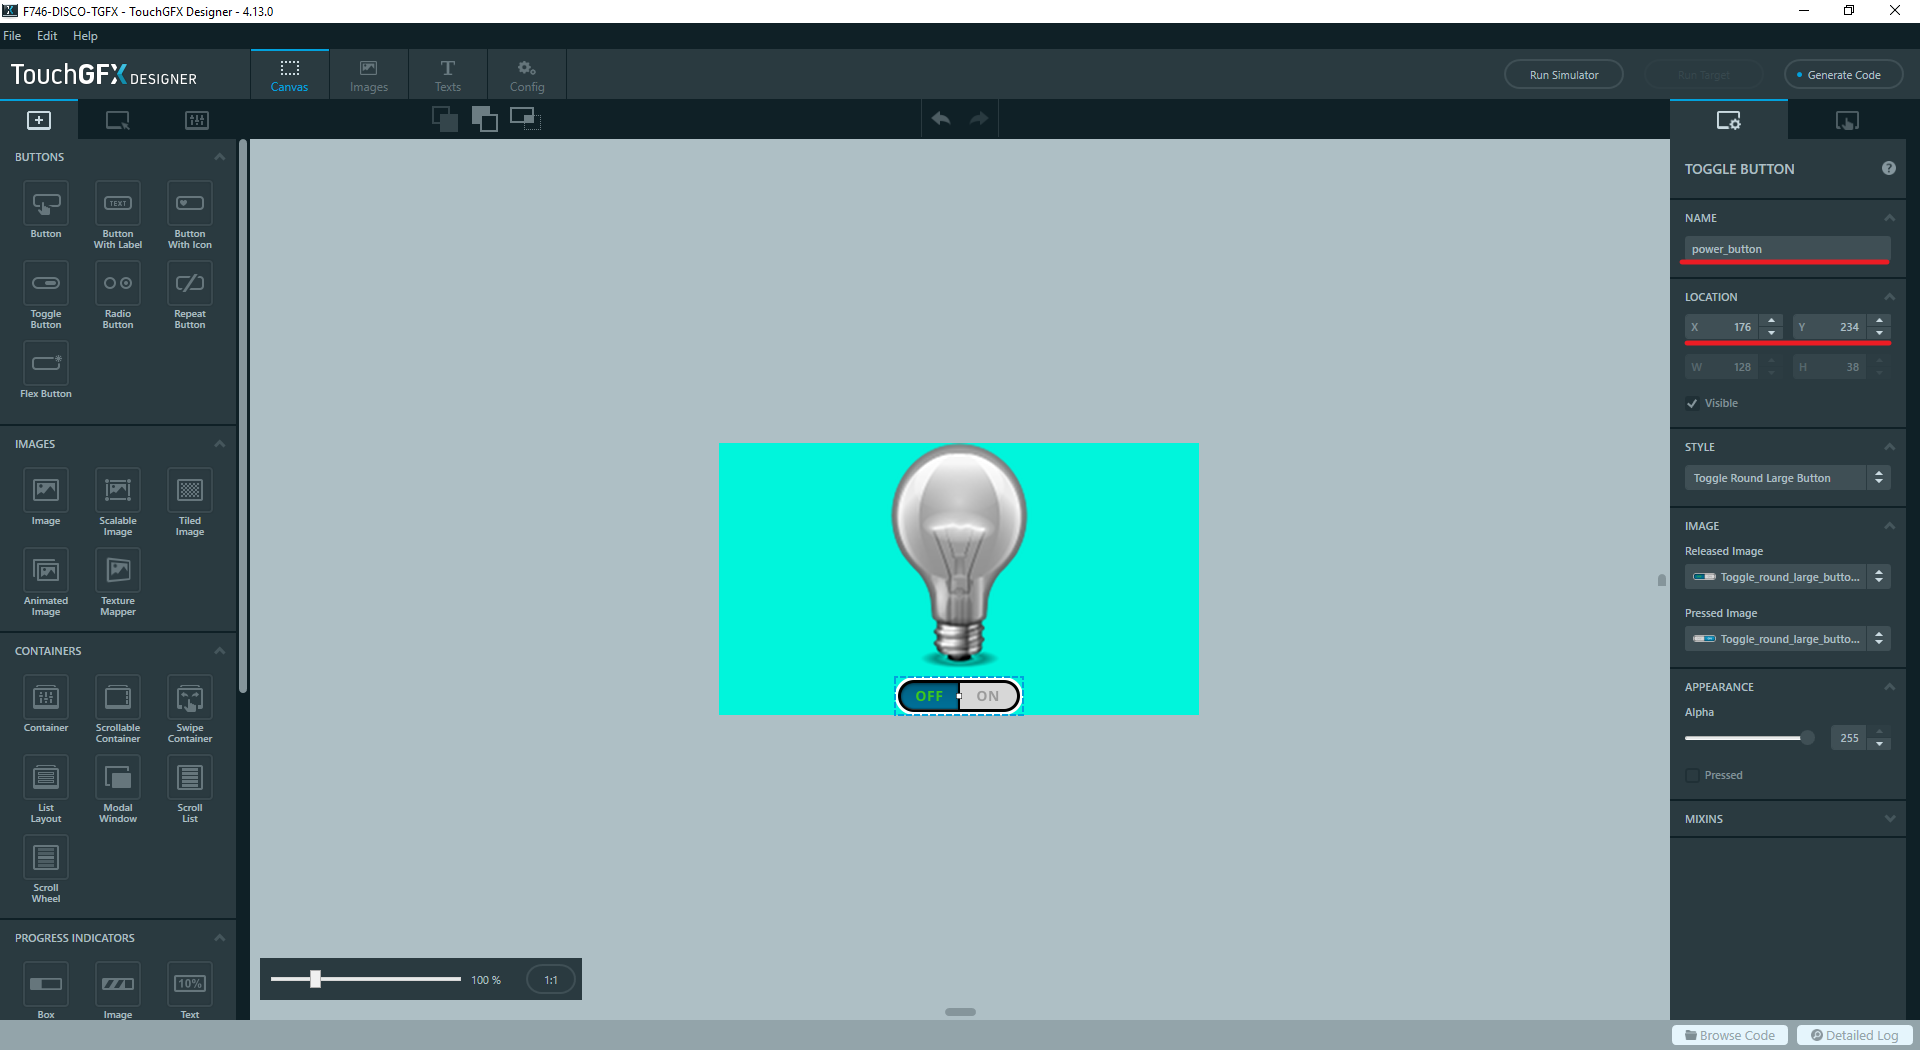 F746-DISCO-TGFX - TouchGFX Designer - 4.13.0
File Edit Help
TouchGFX DESIGNER
Canvas
Images
Texts
Config
Run Simulator
Run Target
Generate Code
BUTTONS
Button
Button With Label
Button With Icon
Toggle Button
Radio Button
Repeat Button
Flex Button
IMAGES
Image
Scalable Image
Tiled Image
Animated Image
Texture Mapper
CONTAINERS
Container
Scrollable Container
Swipe Container
List Layout
Modal Window
Scroll List
Scroll Wheel
PROGRESS INDICATORS
Box
Image
10%
Text
OFF ON
100 %
1:1
TOGGLE BUTTON
NAME
power_button
LOCATION
X 176 Y 234
W 128 H 38
Visible
STYLE
Toggle Round Large Button
IMAGE
Released Image
Toggle_round_large_butto...
Pressed Image
Toggle_round_large_butto...
APPEARANCE
Alpha
255
Pressed
MIXINS
Browse Code
Detailed Log